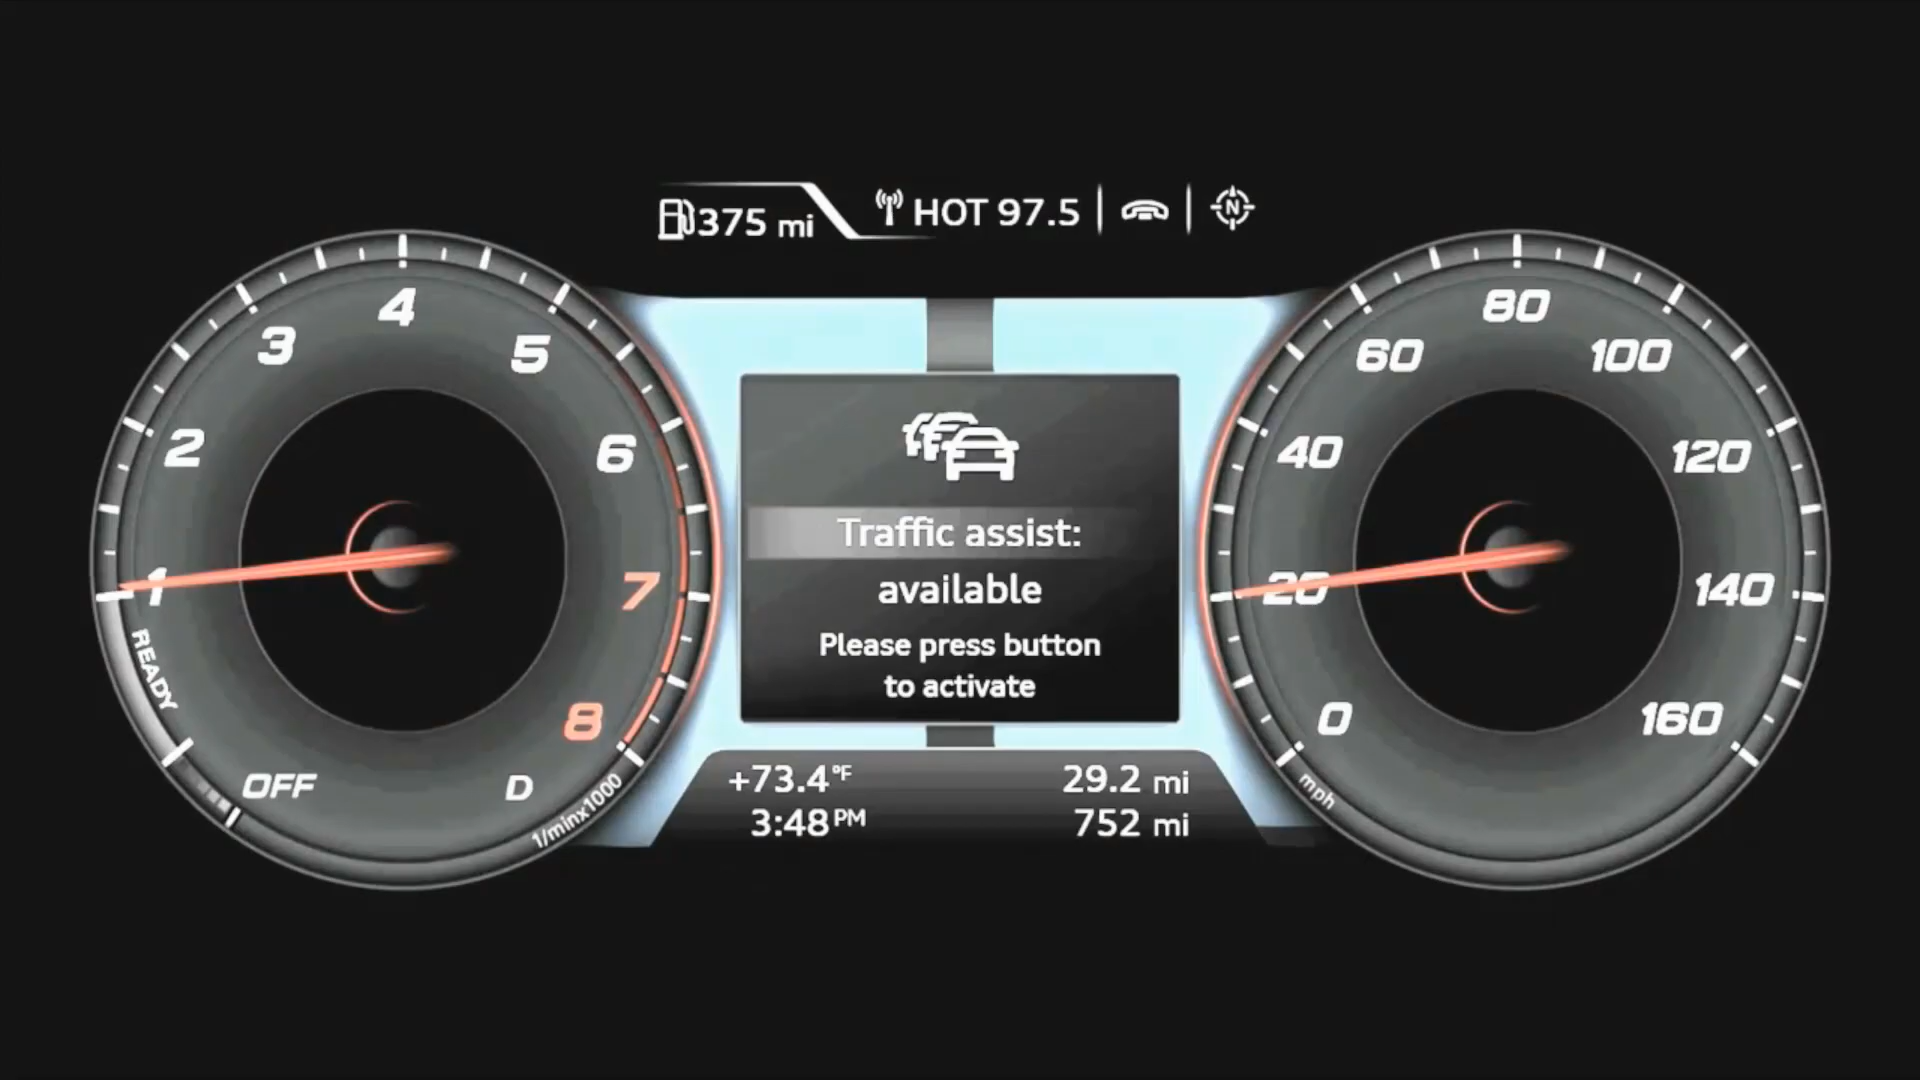 375 mi
HOT 97.5
N
1
2
3
4
5
6
7
8
READY
OFF
D
1/minx1000
Traffic assist:
available
Please press button
to activate
+73.4°F
3:48 PM
29.2 mi
752 mi
0
20
40
60
80
100
120
140
160
mph